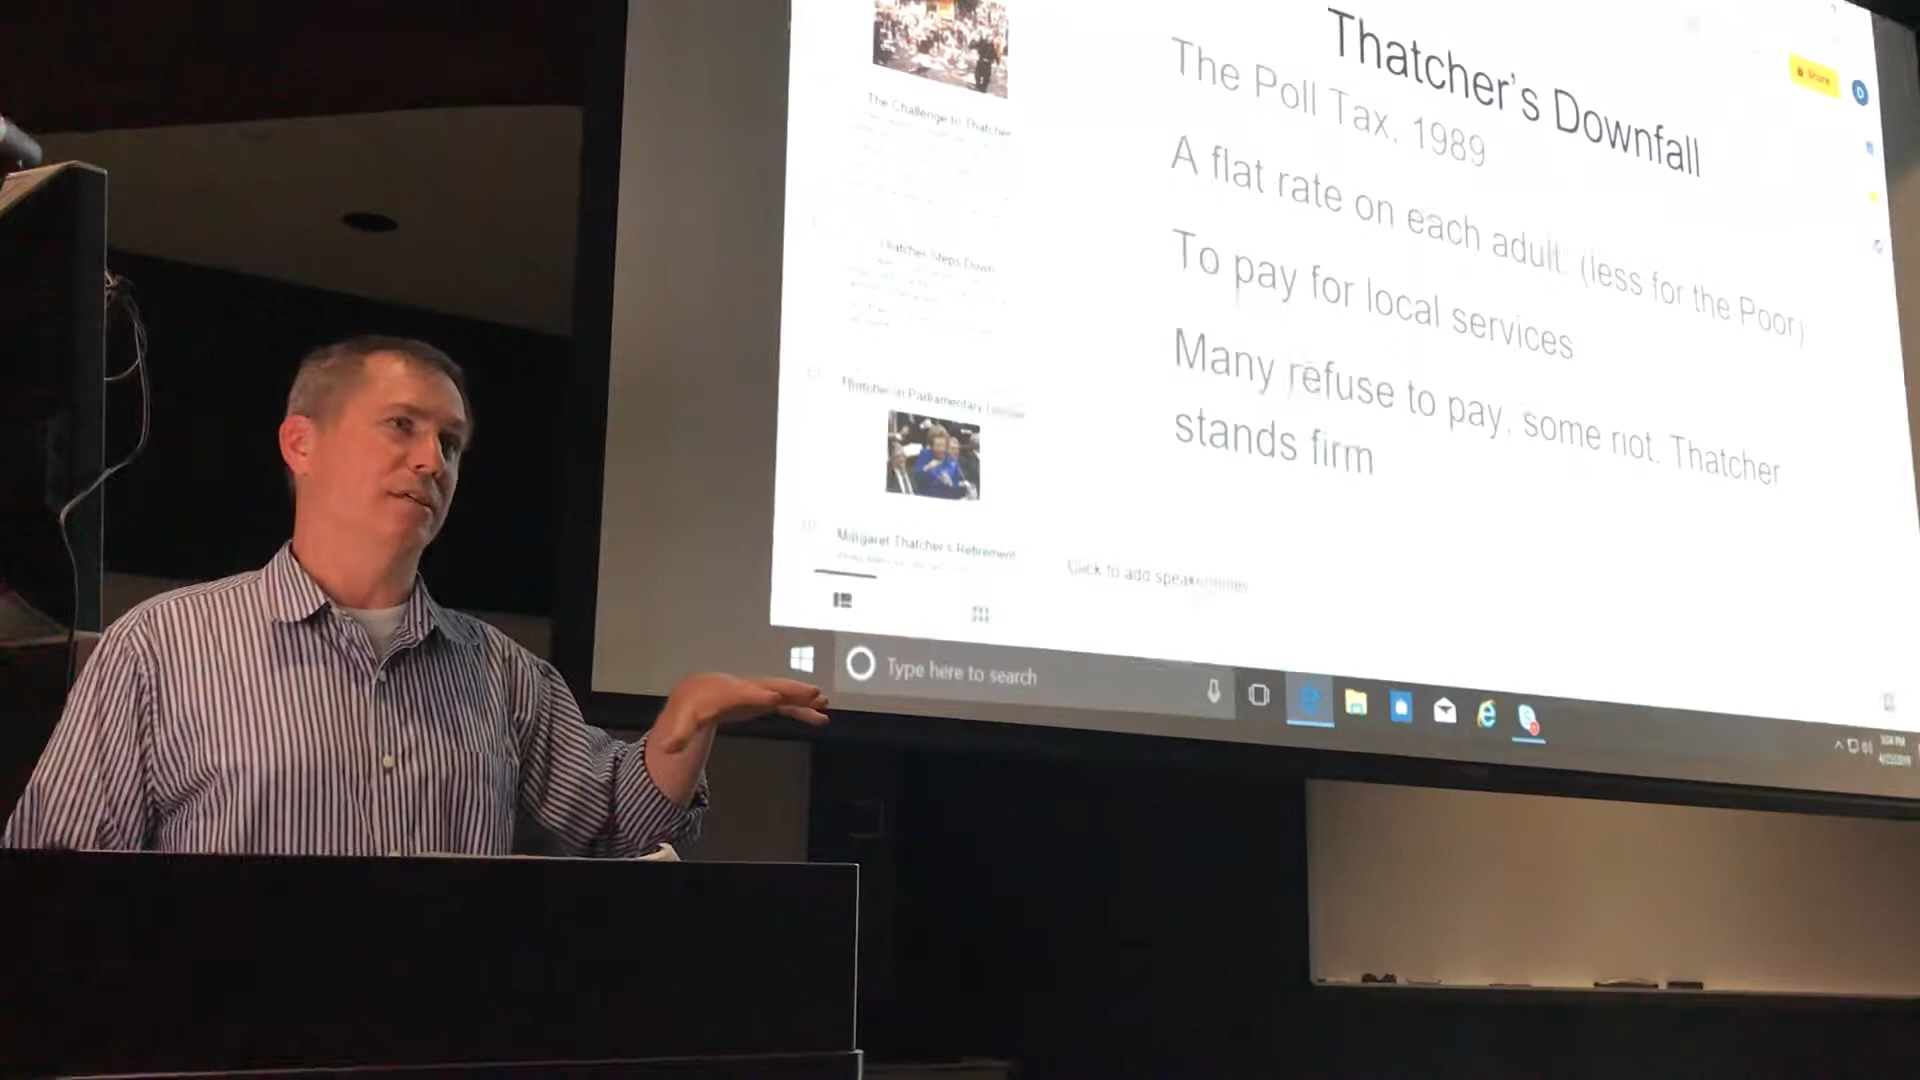 Thatcher's Downfall
The Poll Tax, 1989
A flat rate on each adult. (less for the Poor)
To pay for local services
Many refuse to pay, some riot. Thatcher
stands firm
Share
D
The Challenge to Thatcher
Thatcher Steps Down
Thatcher in Parliamentary
Margaret Thatcher's Retirement
Click to add speaker notes
Type here to search